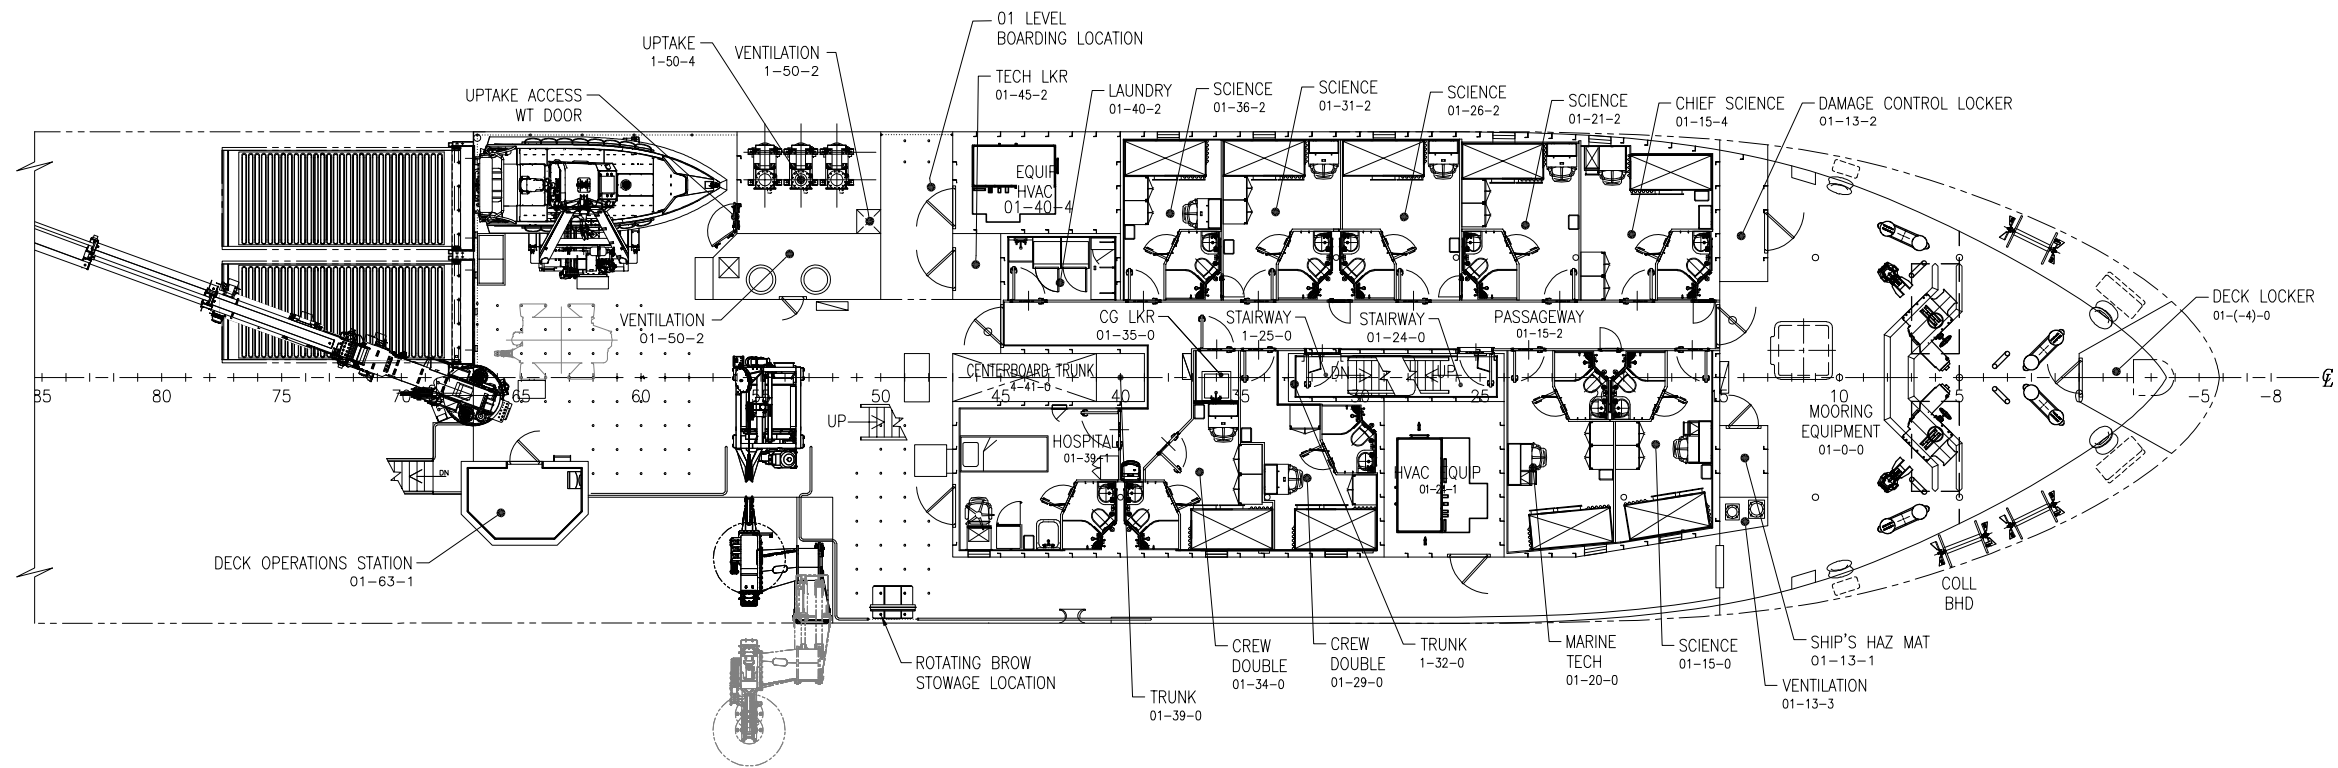 01 LEVEL
BOARDING LOCATION
UPTAKE
1-50-4
VENTILATION
1-50-2
TECH LKR
01-45-2
LAUNDRY
01-40-2
SCIENCE
01-36-2
SCIENCE
01-31-2
SCIENCE
01-26-2
SCIENCE
01-21-2
CHIEF SCIENCE
01-15-4
DAMAGE CONTROL LOCKER
01-13-2
UPTAKE ACCESS
WT DOOR
EQUIP
HVAC
01-40-4
VENTILATION
01-50-2
CG LKR
01-35-0
STAIRWAY
1-25-0
STAIRWAY
01-24-0
PASSAGEWAY
01-15-2
DECK LOCKER
01-(-4)-0
CENTERBOARD TRUNK
4-41-0
DN
UP
85
80
75
70
65
60
55
50
45
35
25
10
5
-5
-8
℄
UP
MOORING
EQUIPMENT
01-0-0
HOSPITAL
01-39-1
HVAC EQUIP
01-21-1
DN
DECK OPERATIONS STATION
01-63-1
COLL
BHD
ROTATING BROW
STOWAGE LOCATION
TRUNK
01-39-0
CREW
DOUBLE
01-34-0
CREW
DOUBLE
01-29-0
TRUNK
1-32-0
MARINE
TECH
01-20-0
SCIENCE
01-15-0
SHIP'S HAZ MAT
01-13-1
VENTILATION
01-13-3